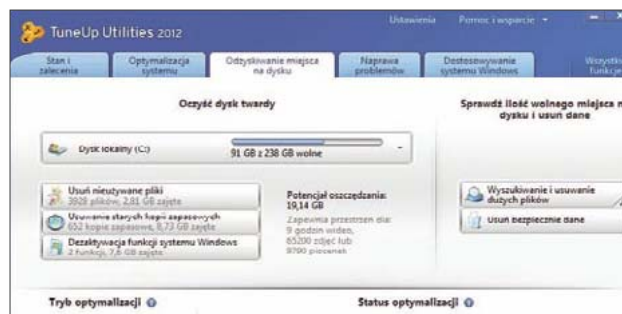 TuneUp Utilities 2012
Ustawienia Pomoc i wsparcie
Stan i zalecenia
Optymalizacja systemu
Odzyskiwanie miejsca na dysku
Naprawa problemów
Dostosowywanie systemu Windows
Wszystkie funkcje
Oczyść dysk twardy
Dysk lokalny (C:)
91 GB z 238 GB wolne
Usuń nieużywane pliki
3928 plików, 2,81 GB zajęte
Usuwanie starych kopii zapasowych
652 kopie zapasowe, 8,73 GB zajęte
Dezaktywacja funkcji systemu Windows
2 funkcji, 7,6 GB zajęte
Potencjał oszczędzania:
19,14 GB
Zapewnia przestrzeń dla:
9 godzin wideo,
65200 zdjęć lub
9790 piosenek
Sprawdź ilość wolnego miejsca n
dysku i usuń dane
Wyszukiwanie i usuwanie
dużych plików
Usuń bezpiecznie dane
Tryb optymalizacji
Status optymalizacji